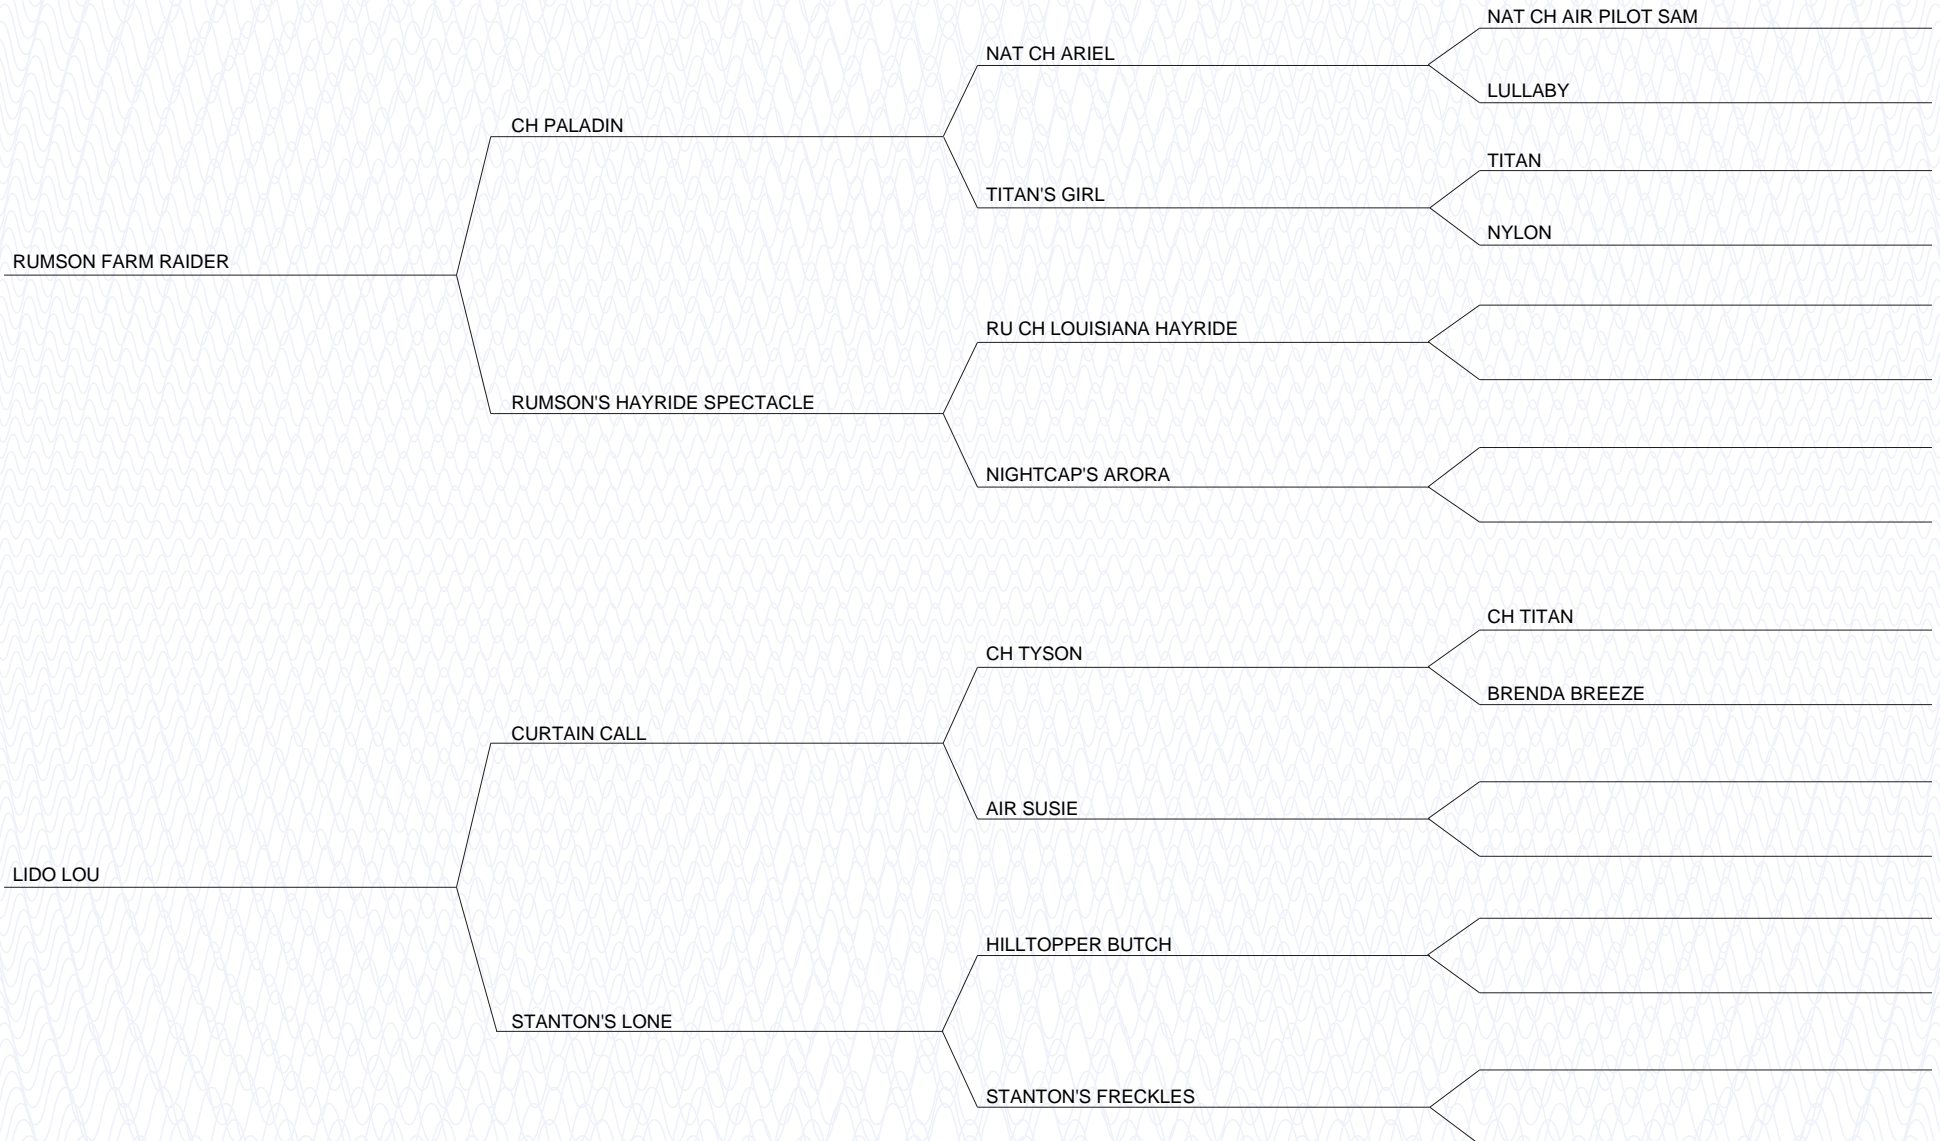 NAT CH AIR PILOT SAM
NAT CH ARIEL
LULLABY
CH PALADIN
TITAN
TITAN'S GIRL
NYLON
RUMSON FARM RAIDER
RU CH LOUISIANA HAYRIDE
RUMSON'S HAYRIDE SPECTACLE
NIGHTCAP'S ARORA
CH TITAN
CH TYSON
BRENDA BREEZE
CURTAIN CALL
AIR SUSIE
LIDO LOU
HILLTOPPER BUTCH
STANTON'S LONE
STANTON'S FRECKLES